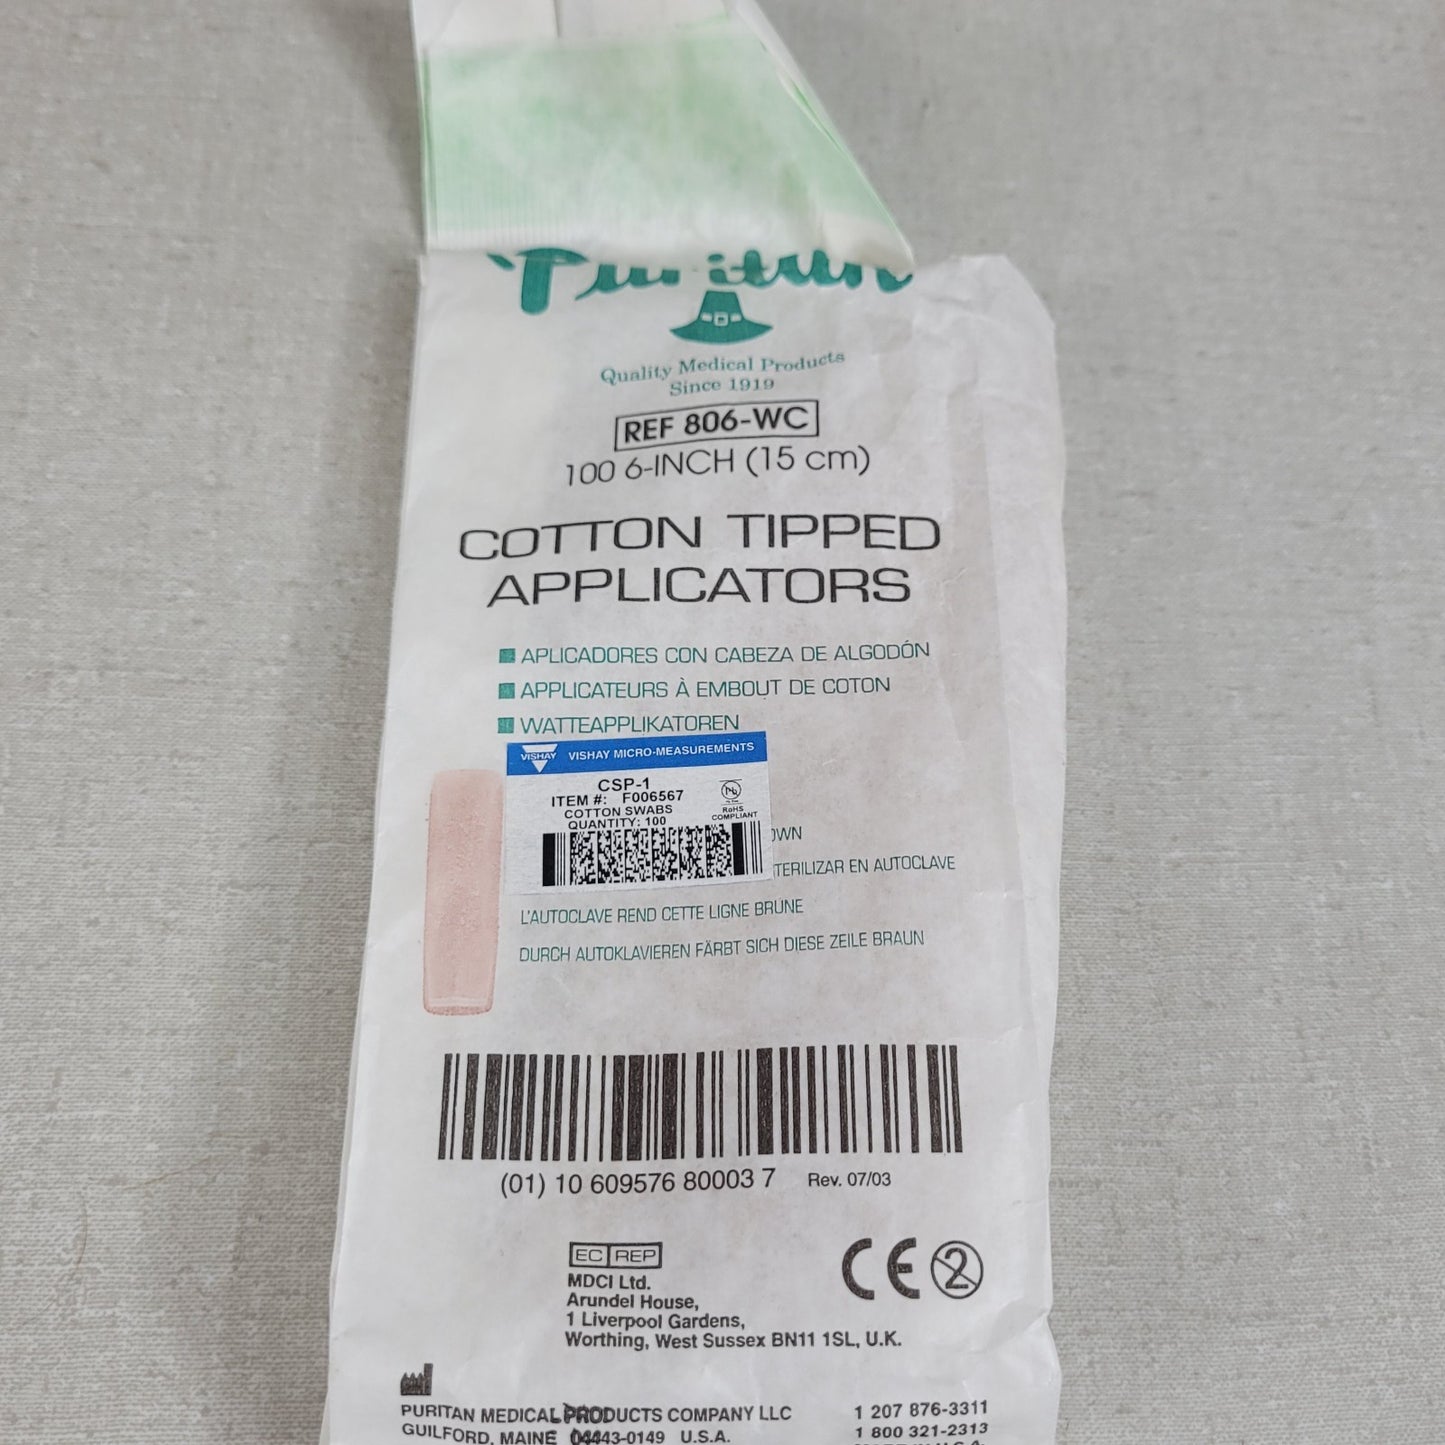 Puritan
Quality Medical Products
Since 1919
REF 806-WC
100 6-INCH (15 cm)
COTTON TIPPED
APPLICATORS
APLICADORES CON CABEZA DE ALGODÓN
APPLICATEURS À EMBOUT DE COTON
WATTEAPPLIKATOREN
VISHAY VISHAY MICRO-MEASUREMENTS
CSP-1
ITEM #: F006567
COTTON SWABS
QUANTITY: 100
RoHS
COMPLIANT
OWN
TERILIZAR EN AUTOCLAVE
L'AUTOCLAVE REND CETTE LIGNE BRUNE
DURCH AUTOKLAVIEREN FÄRBT SICH DIESE ZEILE BRAUN
(01) 10 609576 80003 7 Rev. 07/03
EC REP
MDCI Ltd.
Arundel House,
1 Liverpool Gardens,
Worthing, West Sussex BN11 1SL, U.K.
CE 2
PURITAN MEDICAL PRODUCTS COMPANY LLC 1 207 876-3311
GUILFORD, MAINE 04443-0149 U.S.A. 1 800 321-2313